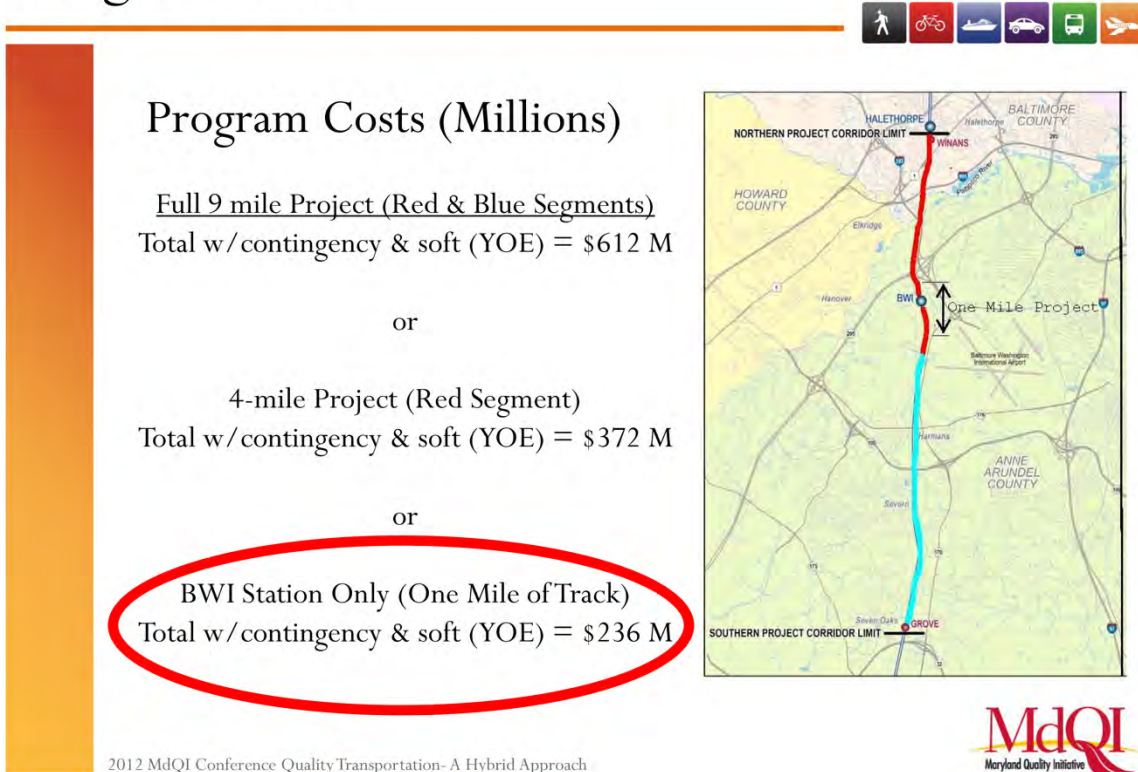 Program Costs (Millions)
Full 9 mile Project (Red & Blue Segments)
Total w/contingency & soft (YOE) = $612 M
or
4-mile Project (Red Segment)
Total w/contingency & soft (YOE) = $372 M
or
BWI Station Only (One Mile of Track)
Total w/contingency & soft (YOE) = $236 M
HALETHORPE
Halethorpe
BALTIMORE
COUNTY
NORTHERN PROJECT CORRIDOR LIMIT
WINANS
Patapsco River
HOWARD
COUNTY
Elkridge
Hanover
BWI
One Mile Project
Baltimore Washington
International Airport
Harmans
ANNE
ARUNDEL
COUNTY
Severn
Seven Oaks
GROVE
SOUTHERN PROJECT CORRIDOR LIMIT
2012 MdQI Conference Quality Transportation- A Hybrid Approach
MdQI
Maryland Quality Initiative